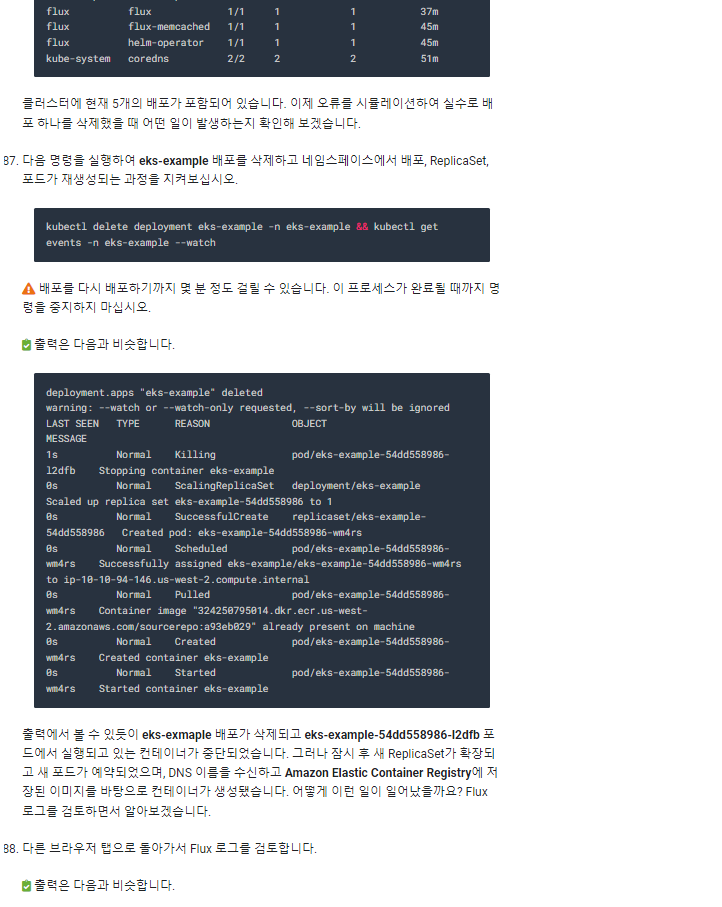 flux flux 1/1 1 1 37m
flux flux-memcached 1/1 1 1 45m
flux helm-operator 1/1 1 1 45m
kube-system coredns 2/2 2 2 51m
클러스터에 현재 5개의 배포가 포함되어 있습니다. 이제 오류를 시뮬레이션하여 실수로 배
포 하나를 삭제했을 때 어떤 일이 발생하는지 확인해 보겠습니다.
87. 다음 명령을 실행하여 eks-example 배포를 삭제하고 네임스페이스에서 배포, ReplicaSet,
포드가 재생성되는 과정을 지켜보십시오.
kubectl delete deployment eks-example -n eks-example && kubectl get
events -n eks-example --watch
배포를 다시 배포하기까지 몇 분 정도 걸릴 수 있습니다. 이 프로세스가 완료될 때까지 명
령을 중지하지 마십시오.
출력은 다음과 비슷합니다.
deployment.apps "eks-example" deleted
warning: --watch or --watch-only requested, --sort-by will be ignored
LAST SEEN TYPE REASON OBJECT
MESSAGE
1s Normal Killing pod/eks-example-54dd558986-
l2dfb Stopping container eks-example
0s Normal ScalingReplicaSet deployment/eks-example
Scaled up replica set eks-example-54dd558986 to 1
0s Normal SuccessfulCreate replicaset/eks-example-
54dd558986 Created pod: eks-example-54dd558986-wm4rs
0s Normal Scheduled pod/eks-example-54dd558986-
wm4rs Successfully assigned eks-example/eks-example-54dd558986-wm4rs
to ip-10-10-94-146.us-west-2.compute.internal
0s Normal Pulled pod/eks-example-54dd558986-
wm4rs Container image "324250795014.dkr.ecr.us-west-
2.amazonaws.com/sourcerepo:a93eb029" already present on machine
0s Normal Created pod/eks-example-54dd558986-
wm4rs Created container eks-example
0s Normal Started pod/eks-example-54dd558986-
wm4rs Started container eks-example
출력에서 볼 수 있듯이 eks-exmaple 배포가 삭제되고 eks-example-54dd558986-l2dfb 포
드에서 실행되고 있는 컨테이너가 중단되었습니다. 그러나 잠시 후 새 ReplicaSet가 확장되
고 새 포드가 예약되었으며, DNS 이름을 수신하고 Amazon Elastic Container Registry에 저
장된 이미지를 바탕으로 컨테이너가 생성됐습니다. 어떻게 이런 일이 일어났을까요? Flux
로그를 검토하면서 알아보겠습니다.
88. 다른 브라우저 탭으로 돌아가서 Flux 로그를 검토합니다.
출력은 다음과 비슷합니다.